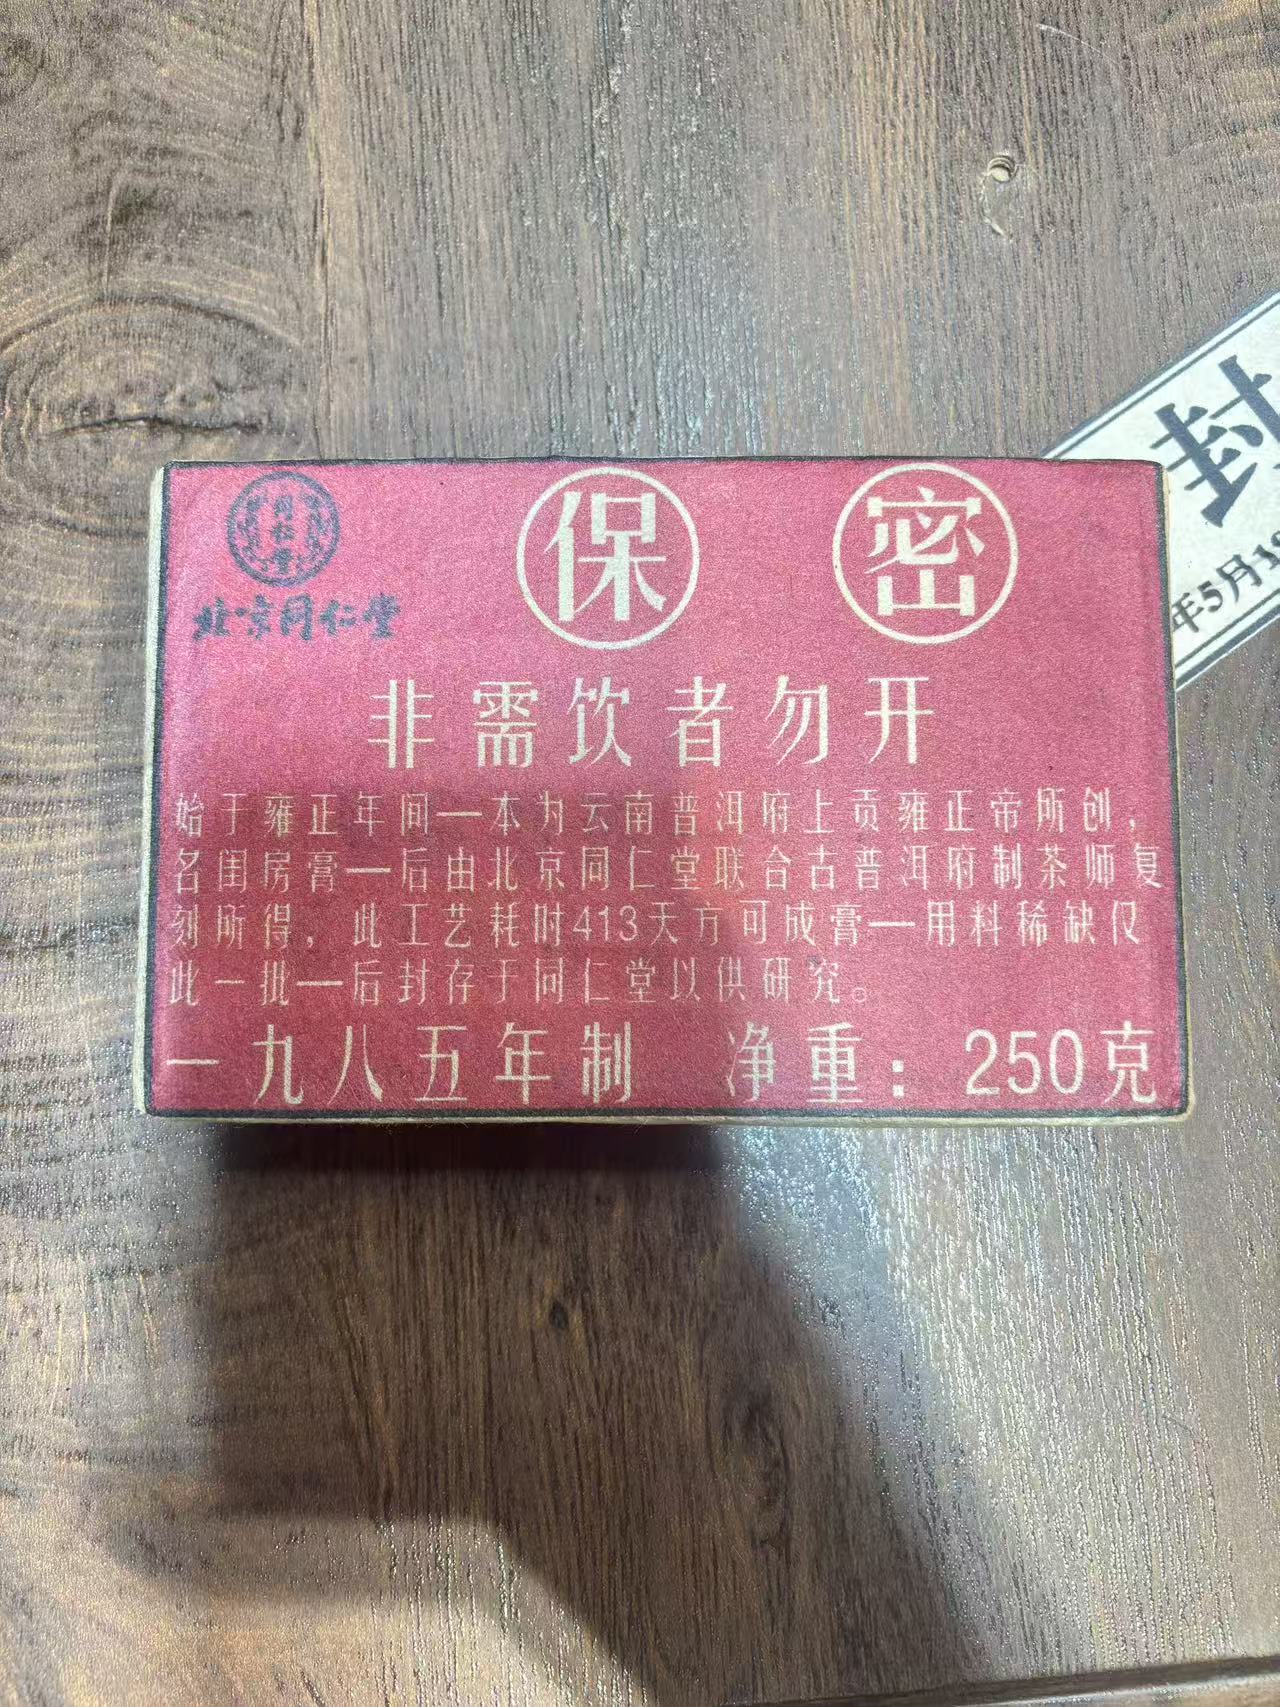 同仁堂
北京同仁堂
保 密
非需饮者勿开
始于雍正年间—本为云南普洱府上贡雍正帝所创，
名闺房膏—后由北京同仁堂联合古普洱府制茶师复
刻所得，此工艺耗时413天方可成膏—用料稀缺仅
此一批—后封存于同仁堂以供研究。
一九八五年制 净重：250克
封
年5月18